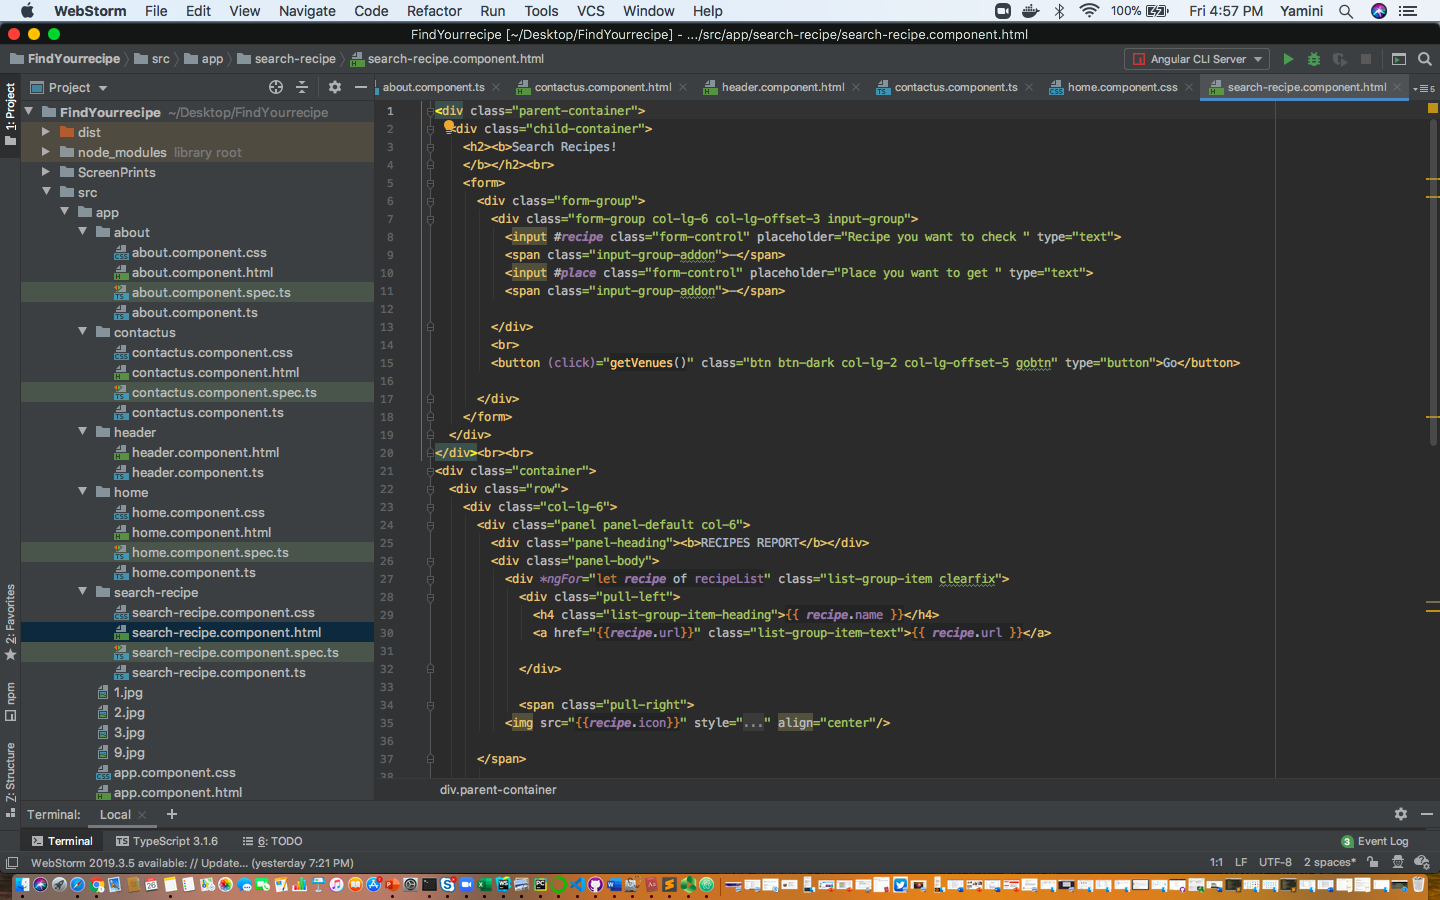 WebStorm File Edit View Navigate Code Refactor Run Tools VCS Window Help 100% Fri 4:57 PM Yamini
FindYourrecipe [~/Desktop/FindYourrecipe] - .../src/app/search-recipe/search-recipe.component.html
FindYourrecipe src app search-recipe search-recipe.component.html Angular CLI Server
Project about.component.ts contactus.component.html header.component.html contactus.component.ts home.component.css search-recipe.component.html 5
1: Project
2: Favorites
npm
Z: Structure
FindYourrecipe ~/Desktop/FindYourrecipe
dist
node_modules library root
ScreenPrints
src
app
about
about.component.css
about.component.html
about.component.spec.ts
about.component.ts
contactus
contactus.component.css
contactus.component.html
contactus.component.spec.ts
contactus.component.ts
header
header.component.html
header.component.ts
home
home.component.css
home.component.html
home.component.spec.ts
home.component.ts
search-recipe
search-recipe.component.css
search-recipe.component.html
search-recipe.component.spec.ts
search-recipe.component.ts
1.jpg
2.jpg
3.jpg
9.jpg
app.component.css
app.component.html
1 <div class="parent-container">
2 <div class="child-container">
3 <h2><b>Search Recipes!
4 </b></h2><br>
5 <form>
6 <div class="form-group">
7 <div class="form-group col-lg-6 col-lg-offset-3 input-group">
8 <input #recipe class="form-control" placeholder="Recipe you want to check " type="text">
9 <span class="input-group-addon">-</span>
10 <input #place class="form-control" placeholder="Place you want to get " type="text">
11 <span class="input-group-addon">-</span>
12
13 </div>
14 <br>
15 <button (click)="getVenues()" class="btn btn-dark col-lg-2 col-lg-offset-5 gobtn" type="button">Go</button>
16
17 </div>
18 </form>
19 </div>
20 </div><br><br>
21 <div class="container">
22 <div class="row">
23 <div class="col-lg-6">
24 <div class="panel panel-default col-6">
25 <div class="panel-heading"><b>RECIPES REPORT</b></div>
26 <div class="panel-body">
27 <div *ngFor="let recipe of recipeList" class="list-group-item clearfix">
28 <div class="pull-left">
29 <h4 class="list-group-item-heading">{{ recipe.name }}</h4>
30 <a href="{{recipe.url}}" class="list-group-item-text">{{ recipe.url }}</a>
31
32 </div>
33
34 <span class="pull-right">
35 <img src="{{recipe.icon}}" style="..." align="center"/>
36
37 </span>
38
div.parent-container
Terminal: Local +
Terminal TypeScript 3.1.6 6: TODO 3 Event Log
WebStorm 2019.3.5 available: // Update... (yesterday 7:21 PM) 1:1 LF UTF-8 2 spaces*